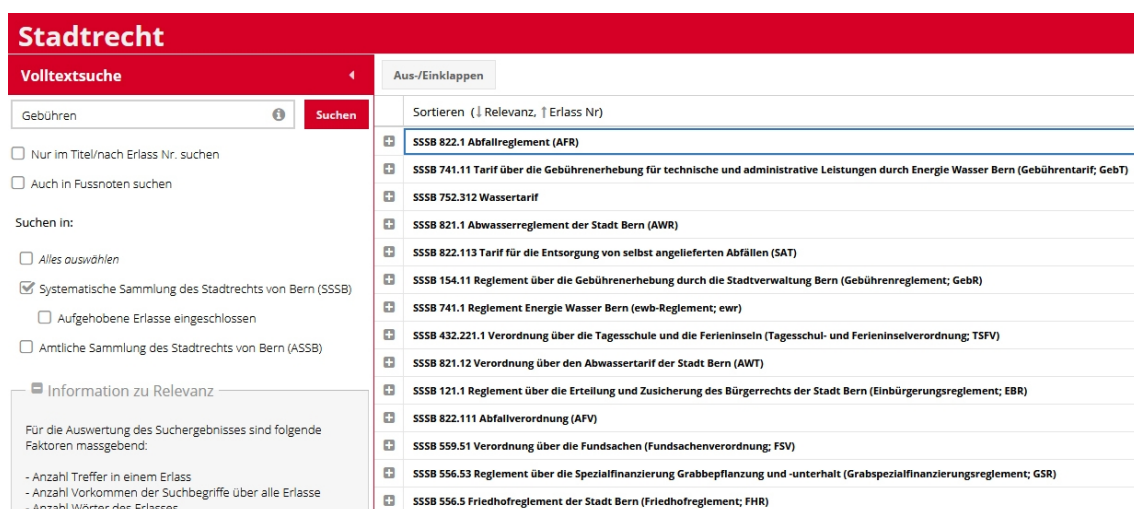 Stadtrecht
Volltextsuche
Gebühren
Suchen
Nur im Titel/nach Erlass Nr. suchen
Auch in Fussnoten suchen
Suchen in:
Alles auswählen
Systematische Sammlung des Stadtrechts von Bern (SSSB)
Aufgehobene Erlasse eingeschlossen
Amtliche Sammlung des Stadtrechts von Bern (ASSB)
Information zu Relevanz
Für die Auswertung des Suchergebnisses sind folgende
Faktoren massgebend:
- Anzahl Treffer in einem Erlass
- Anzahl Vorkommen der Suchbegriffe über alle Erlasse
- Anzahl Wörter des Erlasses
Aus-/Einklappen
Sortieren (↓ Relevanz, ↑ Erlass Nr)
SSSB 822.1 Abfallreglement (AFR)
SSSB 741.11 Tarif über die Gebührenerhebung für technische und administrative Leistungen durch Energie Wasser Bern (Gebührentarif; GebT)
SSSB 752.312 Wassertarif
SSSB 821.1 Abwasserreglement der Stadt Bern (AWR)
SSSB 822.113 Tarif für die Entsorgung von selbst angelieferten Abfällen (SAT)
SSSB 154.11 Reglement über die Gebührenerhebung durch die Stadtverwaltung Bern (Gebührenreglement; GebR)
SSSB 741.1 Reglement Energie Wasser Bern (ewb-Reglement; ewr)
SSSB 432.221.1 Verordnung über die Tagesschule und die Ferieninseln (Tagesschul- und Ferieninselverordnung; TSFV)
SSSB 821.12 Verordnung über den Abwassertarif der Stadt Bern (AWT)
SSSB 121.1 Reglement über die Erteilung und Zusicherung des Bürgerrechts der Stadt Bern (Einbürgerungsreglement; EBR)
SSSB 822.111 Abfallverordnung (AFV)
SSSB 559.51 Verordnung über die Fundsachen (Fundsachenverordnung; FSV)
SSSB 556.53 Reglement über die Spezialfinanzierung Grabbepflanzung und -unterhalt (Grabspezialfinanzierungsreglement; GSR)
SSSB 556.5 Friedhofreglement der Stadt Bern (Friedhofreglement; FHR)